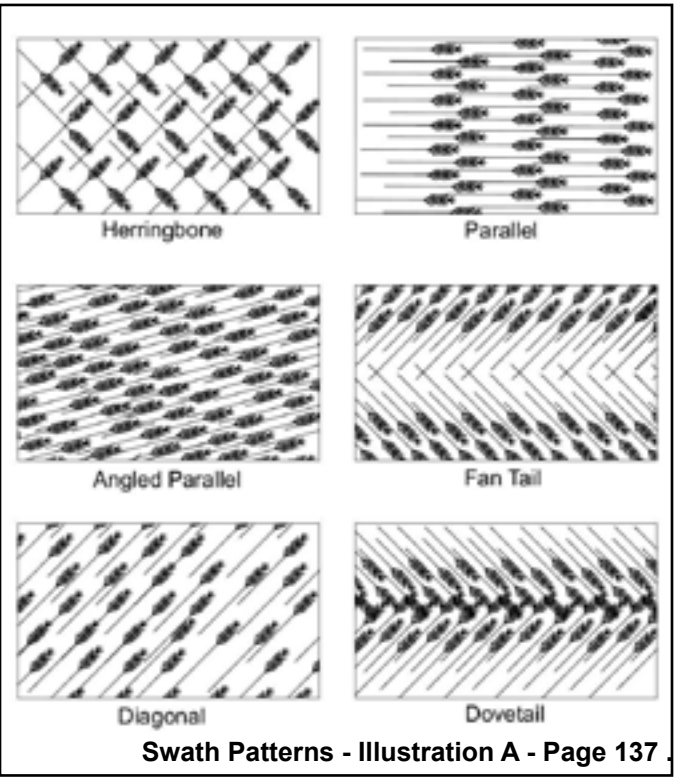 Herringbone
Parallel
Angled Parallel
Fan Tail
Diagonal
Dovetail
Swath Patterns - Illustration A - Page 137 .